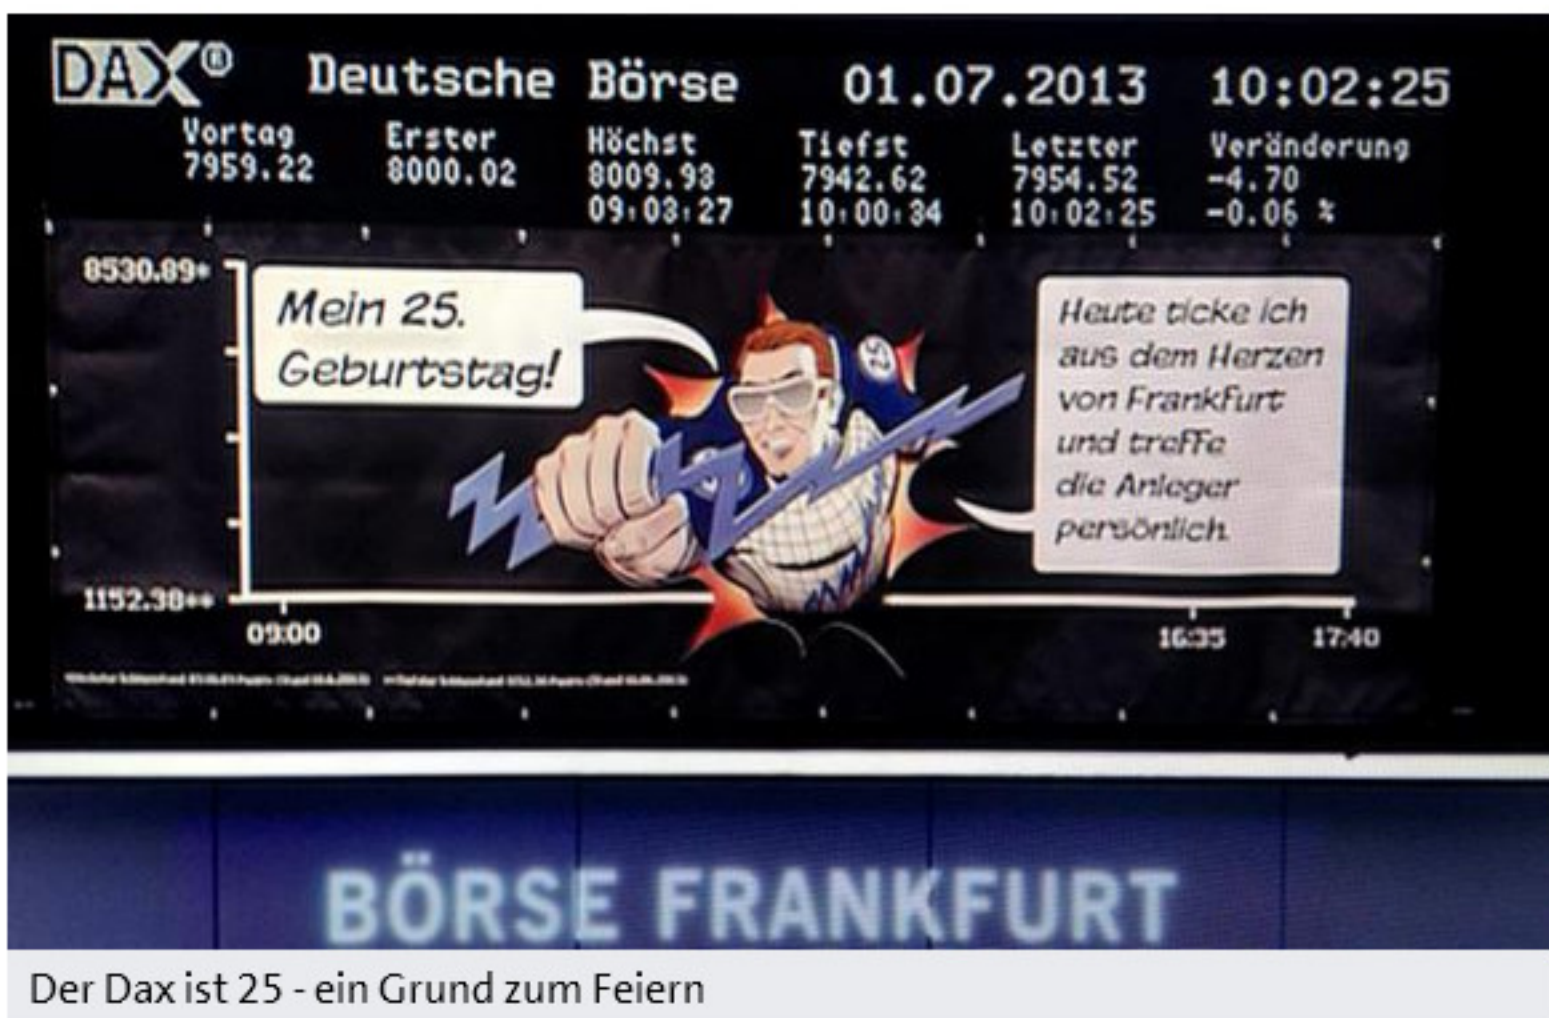 DAX®
Deutsche Börse 01.07.2013 10:02:25
Vortag Erster Höchst Tiefst Letzter Veränderung
7959.22 8000.02 8009.93 7942.62 7954.52 -4.70
09:03:27 10:00:34 10:02:25 -0.06 %
8530.89*
Mein 25.
Geburtstag!
25
Heute ticke ich
aus dem Herzen
von Frankfurt
und treffe
die Anleger
persönlich.
1152.38**
09:00 16:35 17:40
BÖRSE FRANKFURT
Der Dax ist 25 - ein Grund zum Feiern